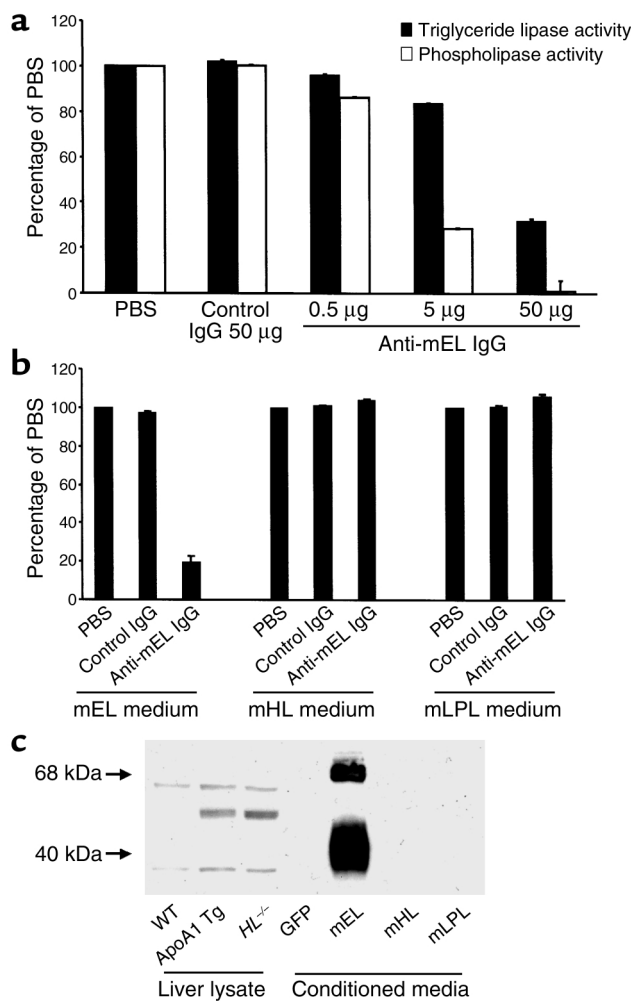 a
Triglyceride lipase activity
Phospholipase activity
Percentage of PBS
120
100
80
60
40
20
0
PBS
Control
IgG 50 μg
0.5 μg
5 μg
50 μg
Anti-mEL IgG
b
Percentage of PBS
120
100
80
60
40
20
0
PBS
Control IgG
Anti-mEL IgG
PBS
Control IgG
Anti-mEL IgG
PBS
Control IgG
Anti-mEL IgG
mEL medium
mHL medium
mLPL medium
c
68 kDa
40 kDa
WT
ApoA1 Tg
HL-/-
GFP
mEL
mHL
mLPL
Liver lysate
Conditioned media